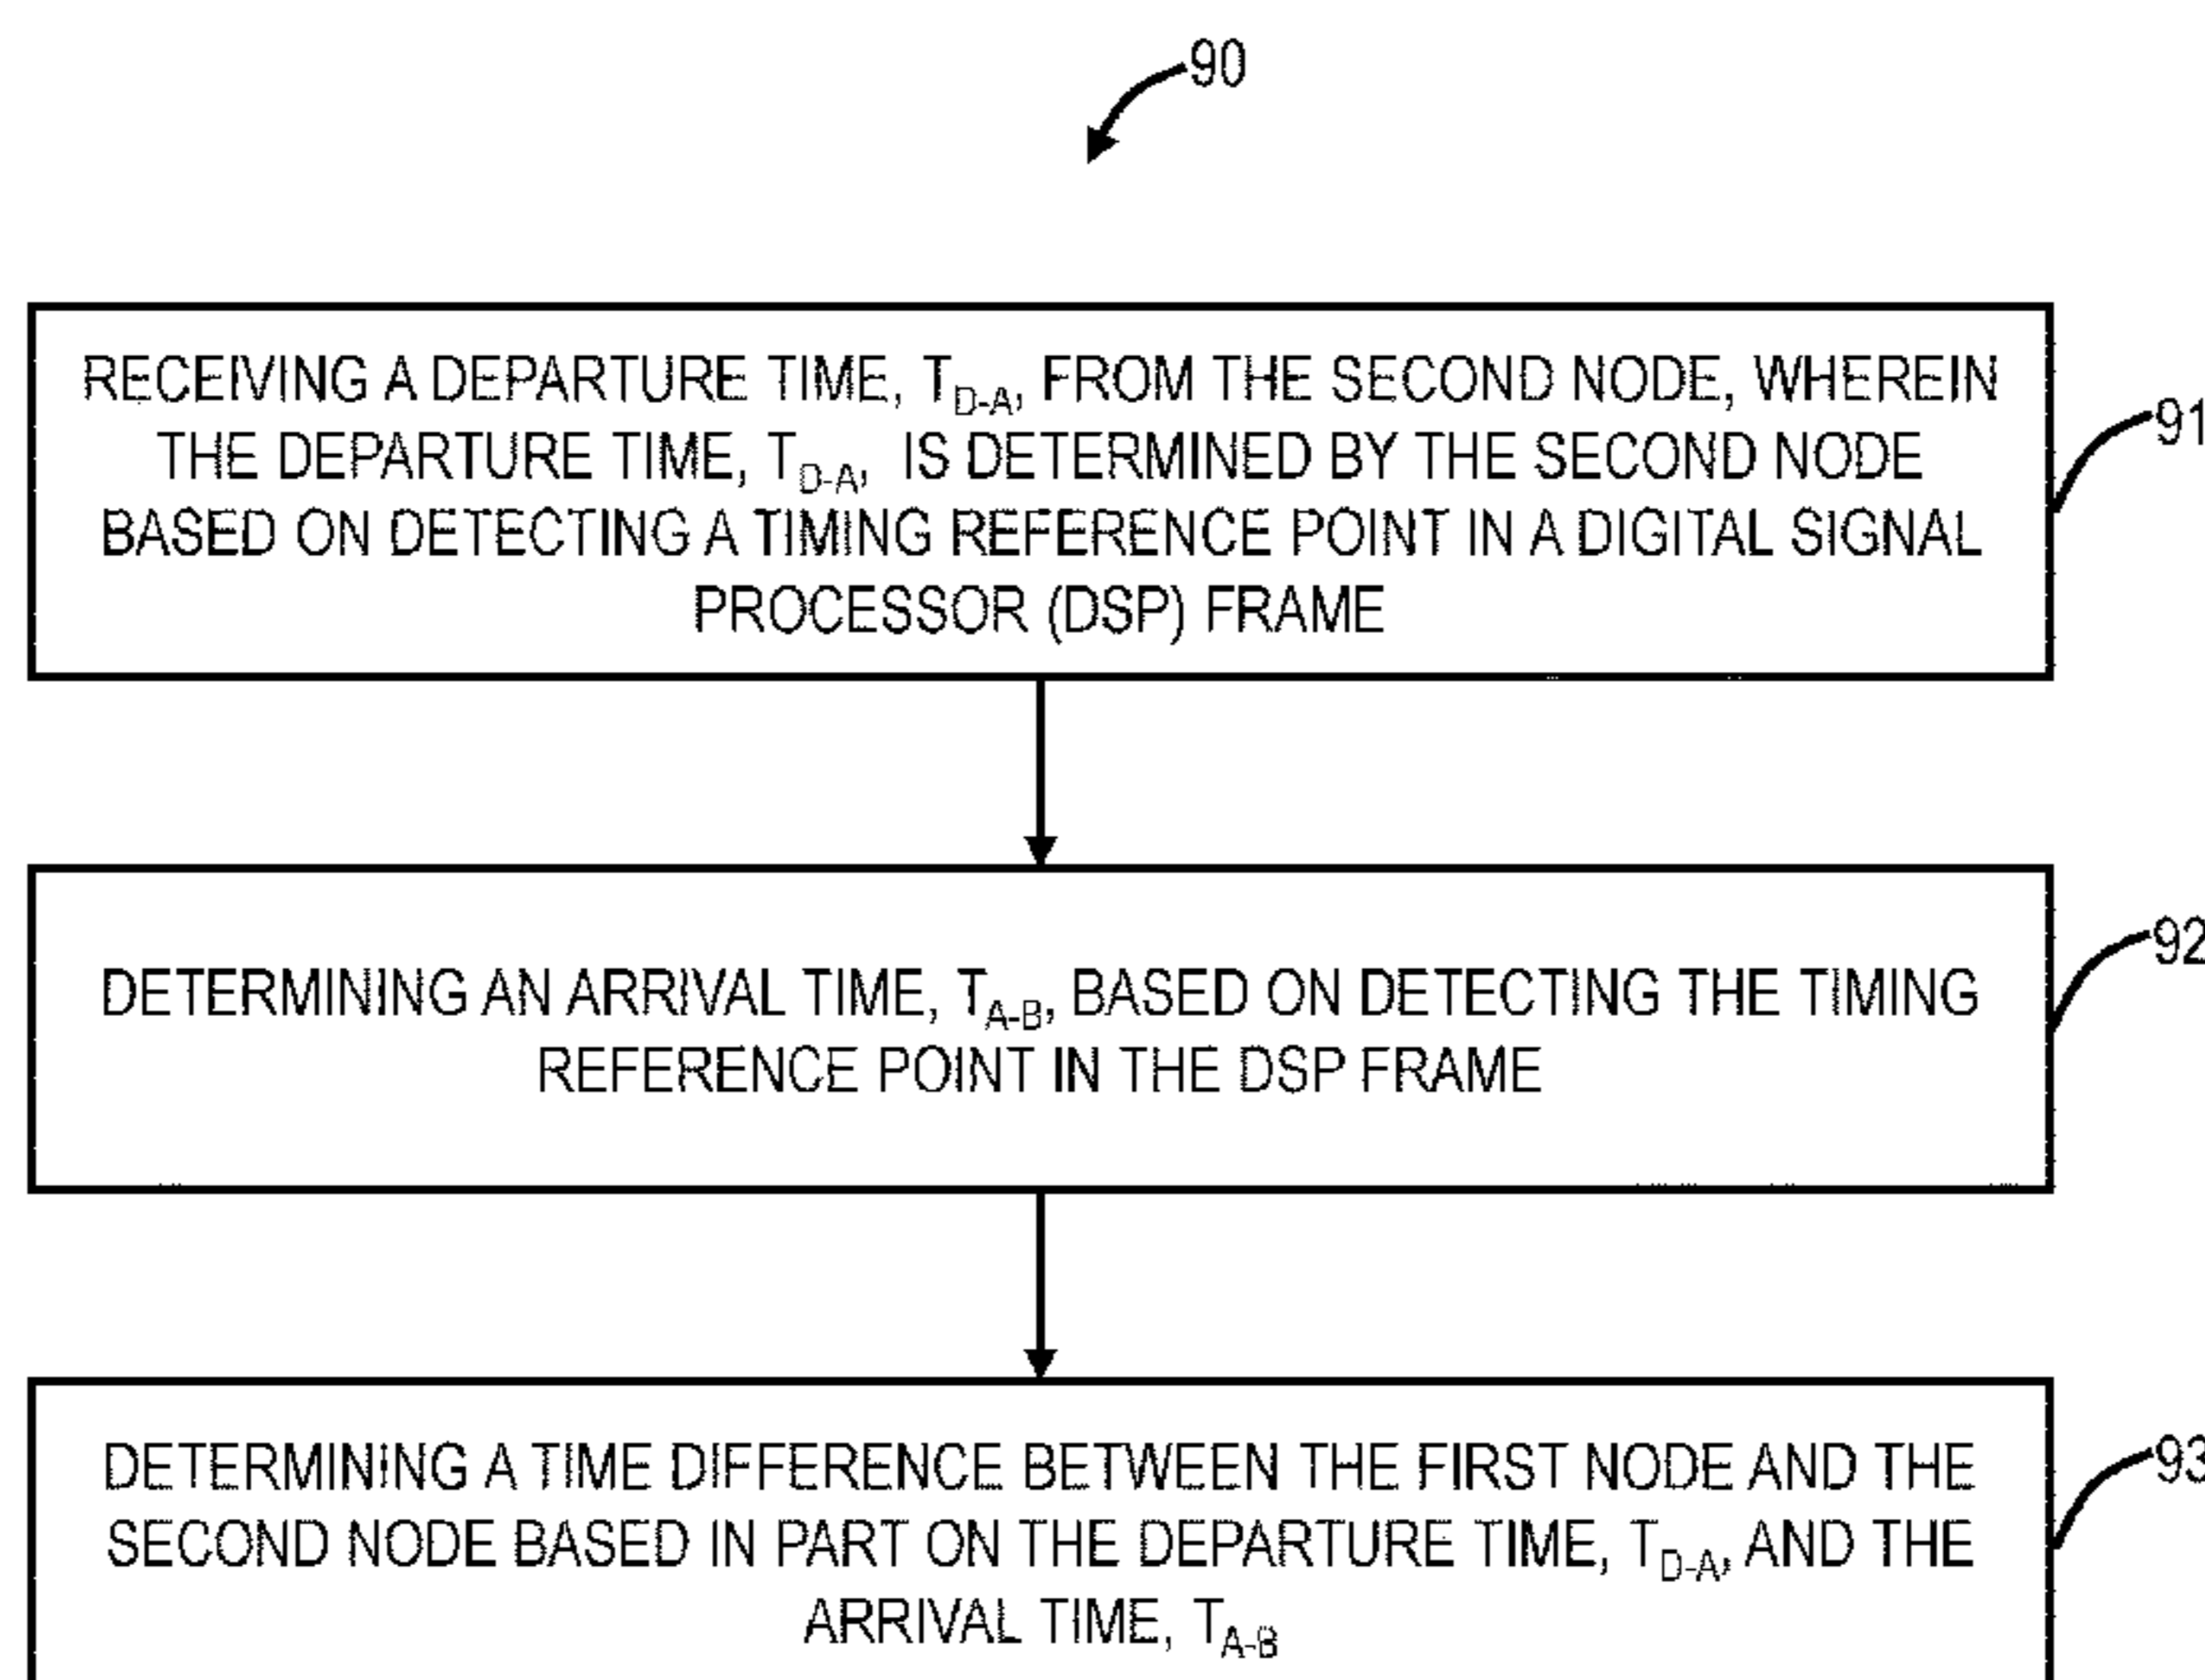 90
RECEIVING A DEPARTURE TIME, T_D-A, FROM THE SECOND NODE, WHEREIN
THE DEPARTURE TIME, T_D-A, IS DETERMINED BY THE SECOND NODE
BASED ON DETECTING A TIMING REFERENCE POINT IN A DIGITAL SIGNAL
PROCESSOR (DSP) FRAME
91
DETERMINING AN ARRIVAL TIME, T_A-B, BASED ON DETECTING THE TIMING
REFERENCE POINT IN THE DSP FRAME
92
DETERMINING A TIME DIFFERENCE BETWEEN THE FIRST NODE AND THE
SECOND NODE BASED IN PART ON THE DEPARTURE TIME, T_D-A, AND THE
ARRIVAL TIME, T_A-B
93